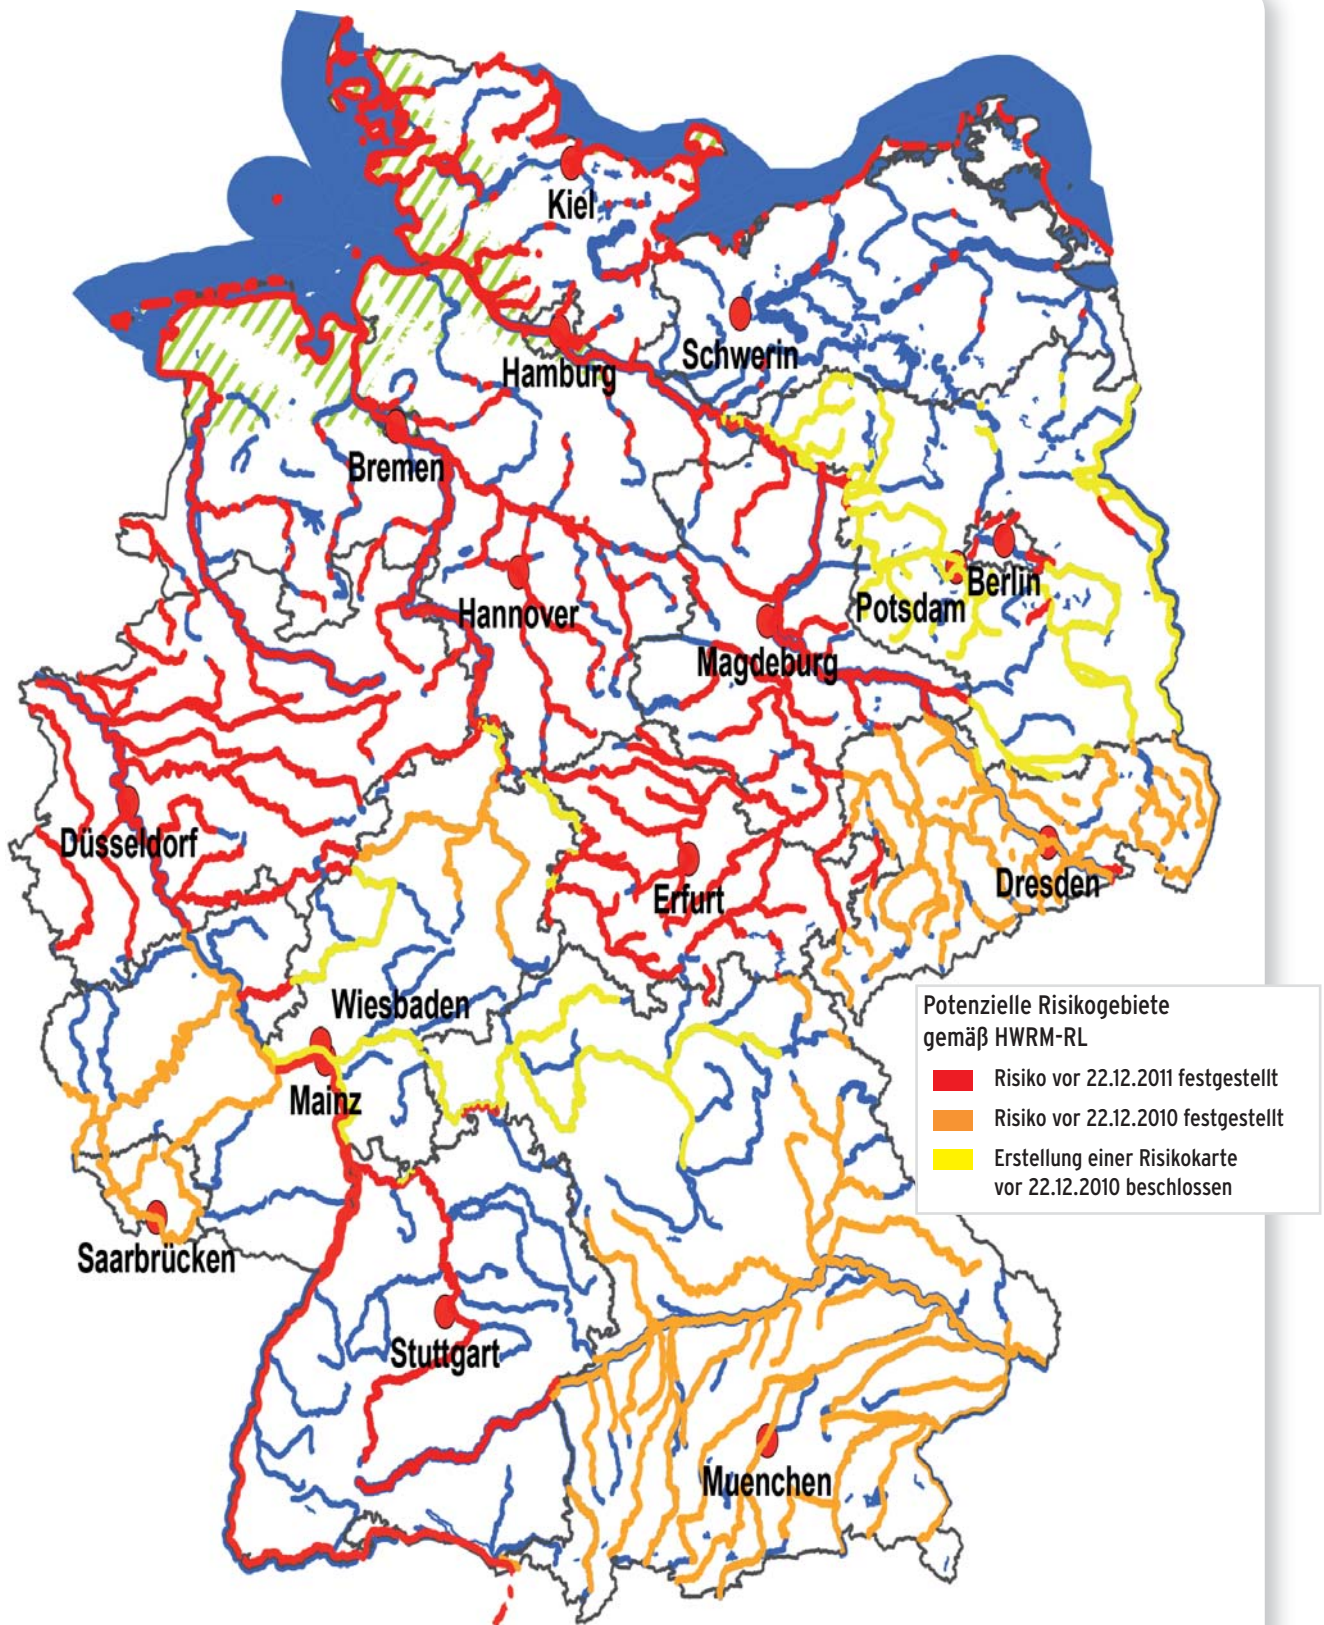 Kiel
Schwerin
Hamburg
Bremen
Berlin
Hannover
Potsdam
Magdeburg
Düsseldorf
Erfurt
Dresden
Wiesbaden
Mainz
Saarbrücken
Stuttgart
Muenchen
Potenzielle Risikogebiete
gemäß HWRM-RL
Risiko vor 22.12.2011 festgestellt
Risiko vor 22.12.2010 festgestellt
Erstellung einer Risikokarte
vor 22.12.2010 beschlossen